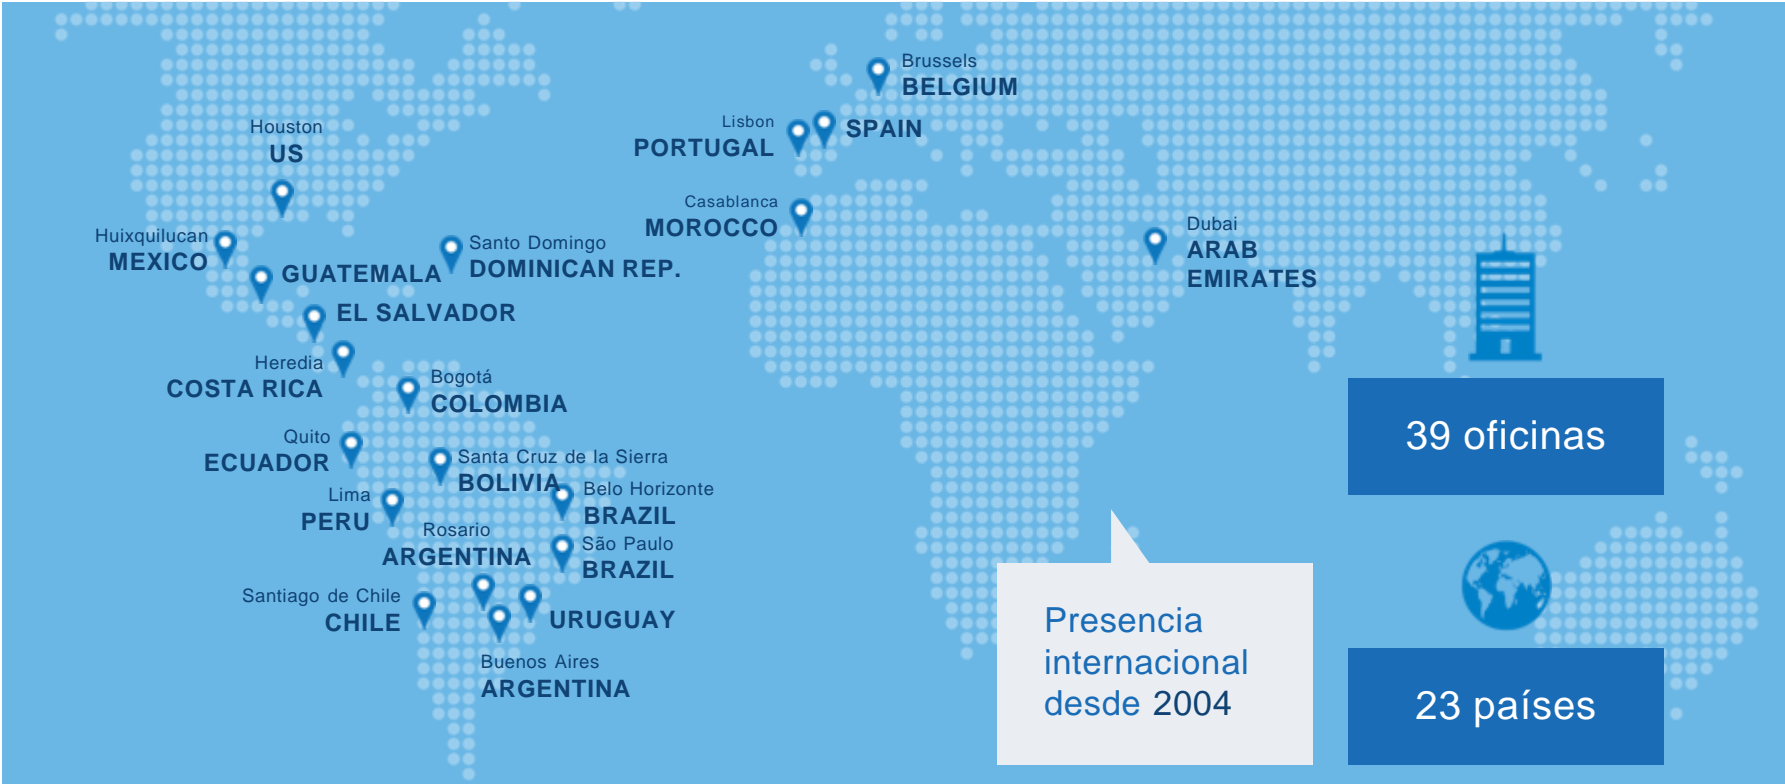 Brussels
BELGIUM
Houston
US
Lisbon
PORTUGAL
SPAIN
Casablanca
MOROCCO
Huixquilucan
MEXICO
Santo Domingo
DOMINICAN REP.
GUATEMALA
Dubai
ARAB
EMIRATES
EL SALVADOR
Heredia
COSTA RICA
Bogotá
COLOMBIA
Quito
ECUADOR
Santa Cruz de la Sierra
BOLIVIA
Lima
PERU
Belo Horizonte
BRAZIL
Rosario
ARGENTINA
São Paulo
BRAZIL
Santiago de Chile
CHILE
URUGUAY
Buenos Aires
ARGENTINA
39 oficinas
Presencia
internacional
desde 2004
23 países